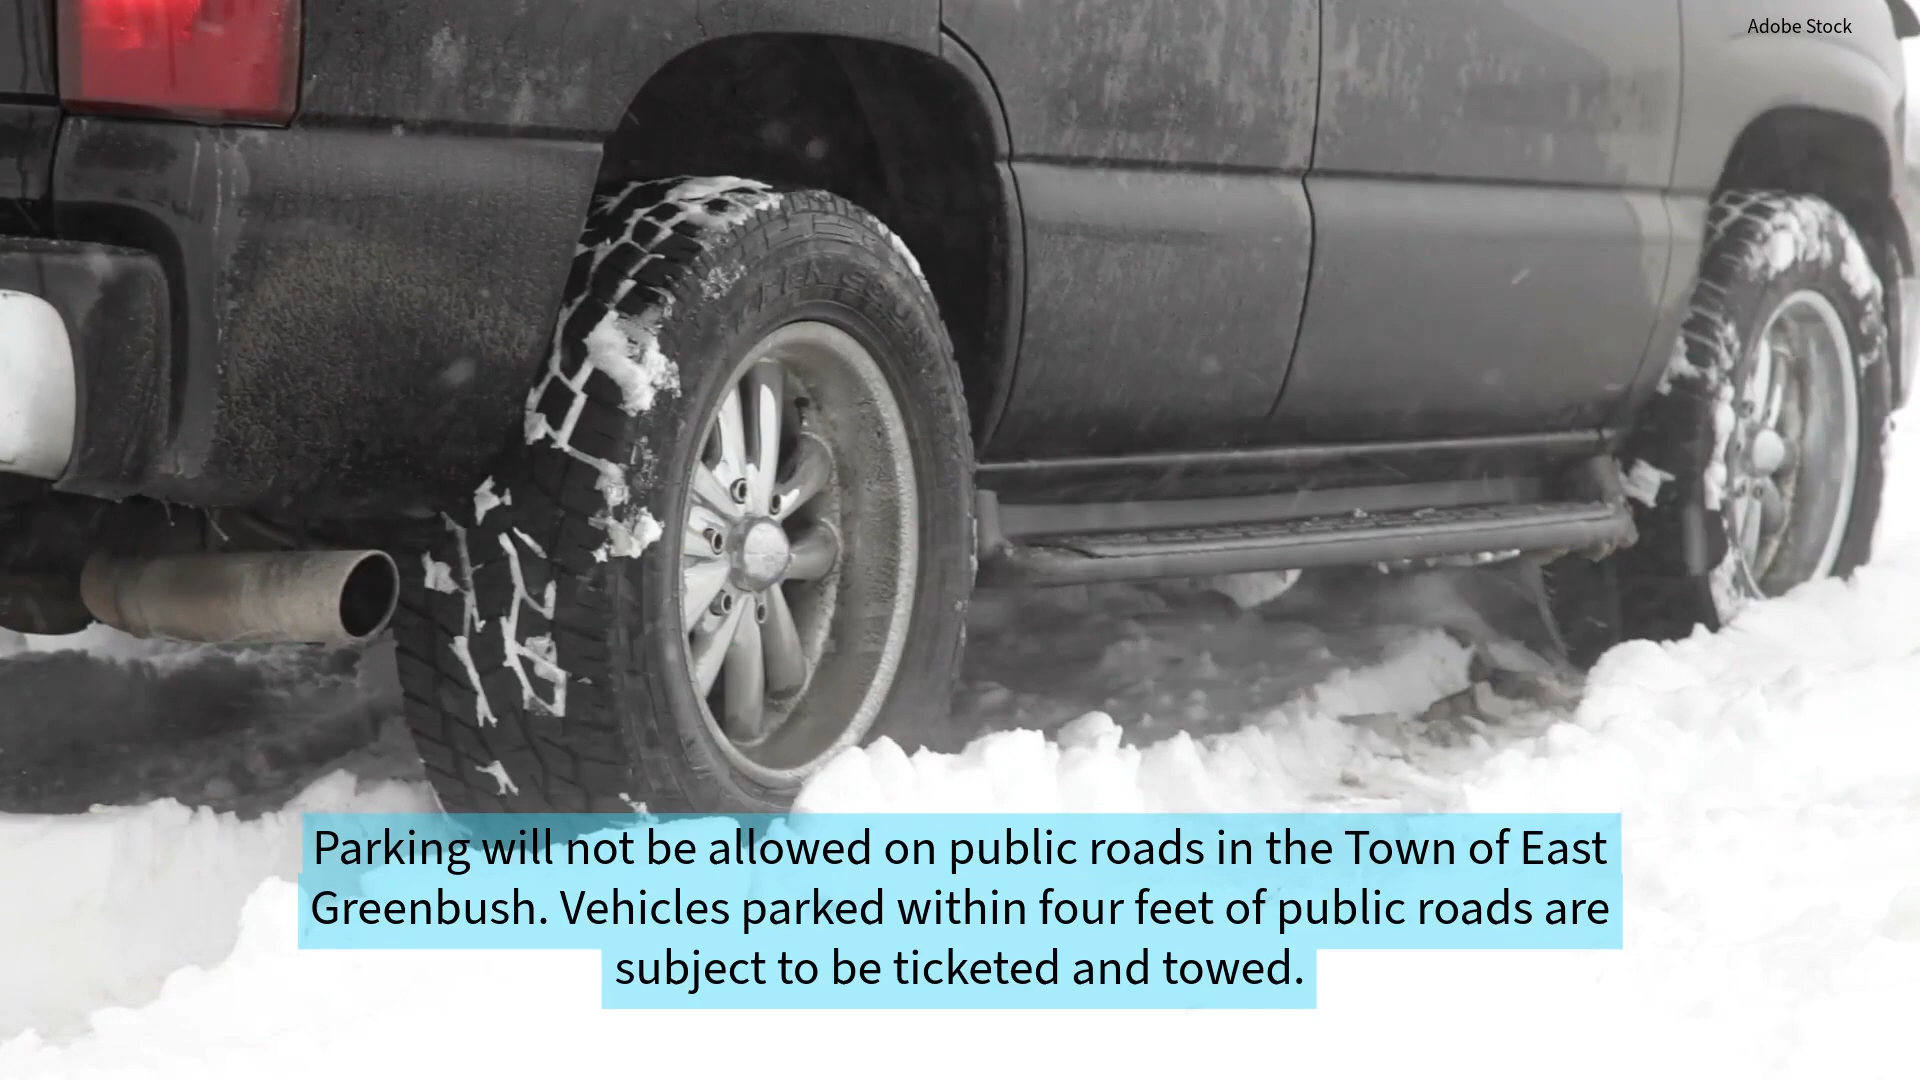 Adobe Stock
Parking will not be allowed on public roads in the Town of East
Greenbush. Vehicles parked within four feet of public roads are
subject to be ticketed and towed.